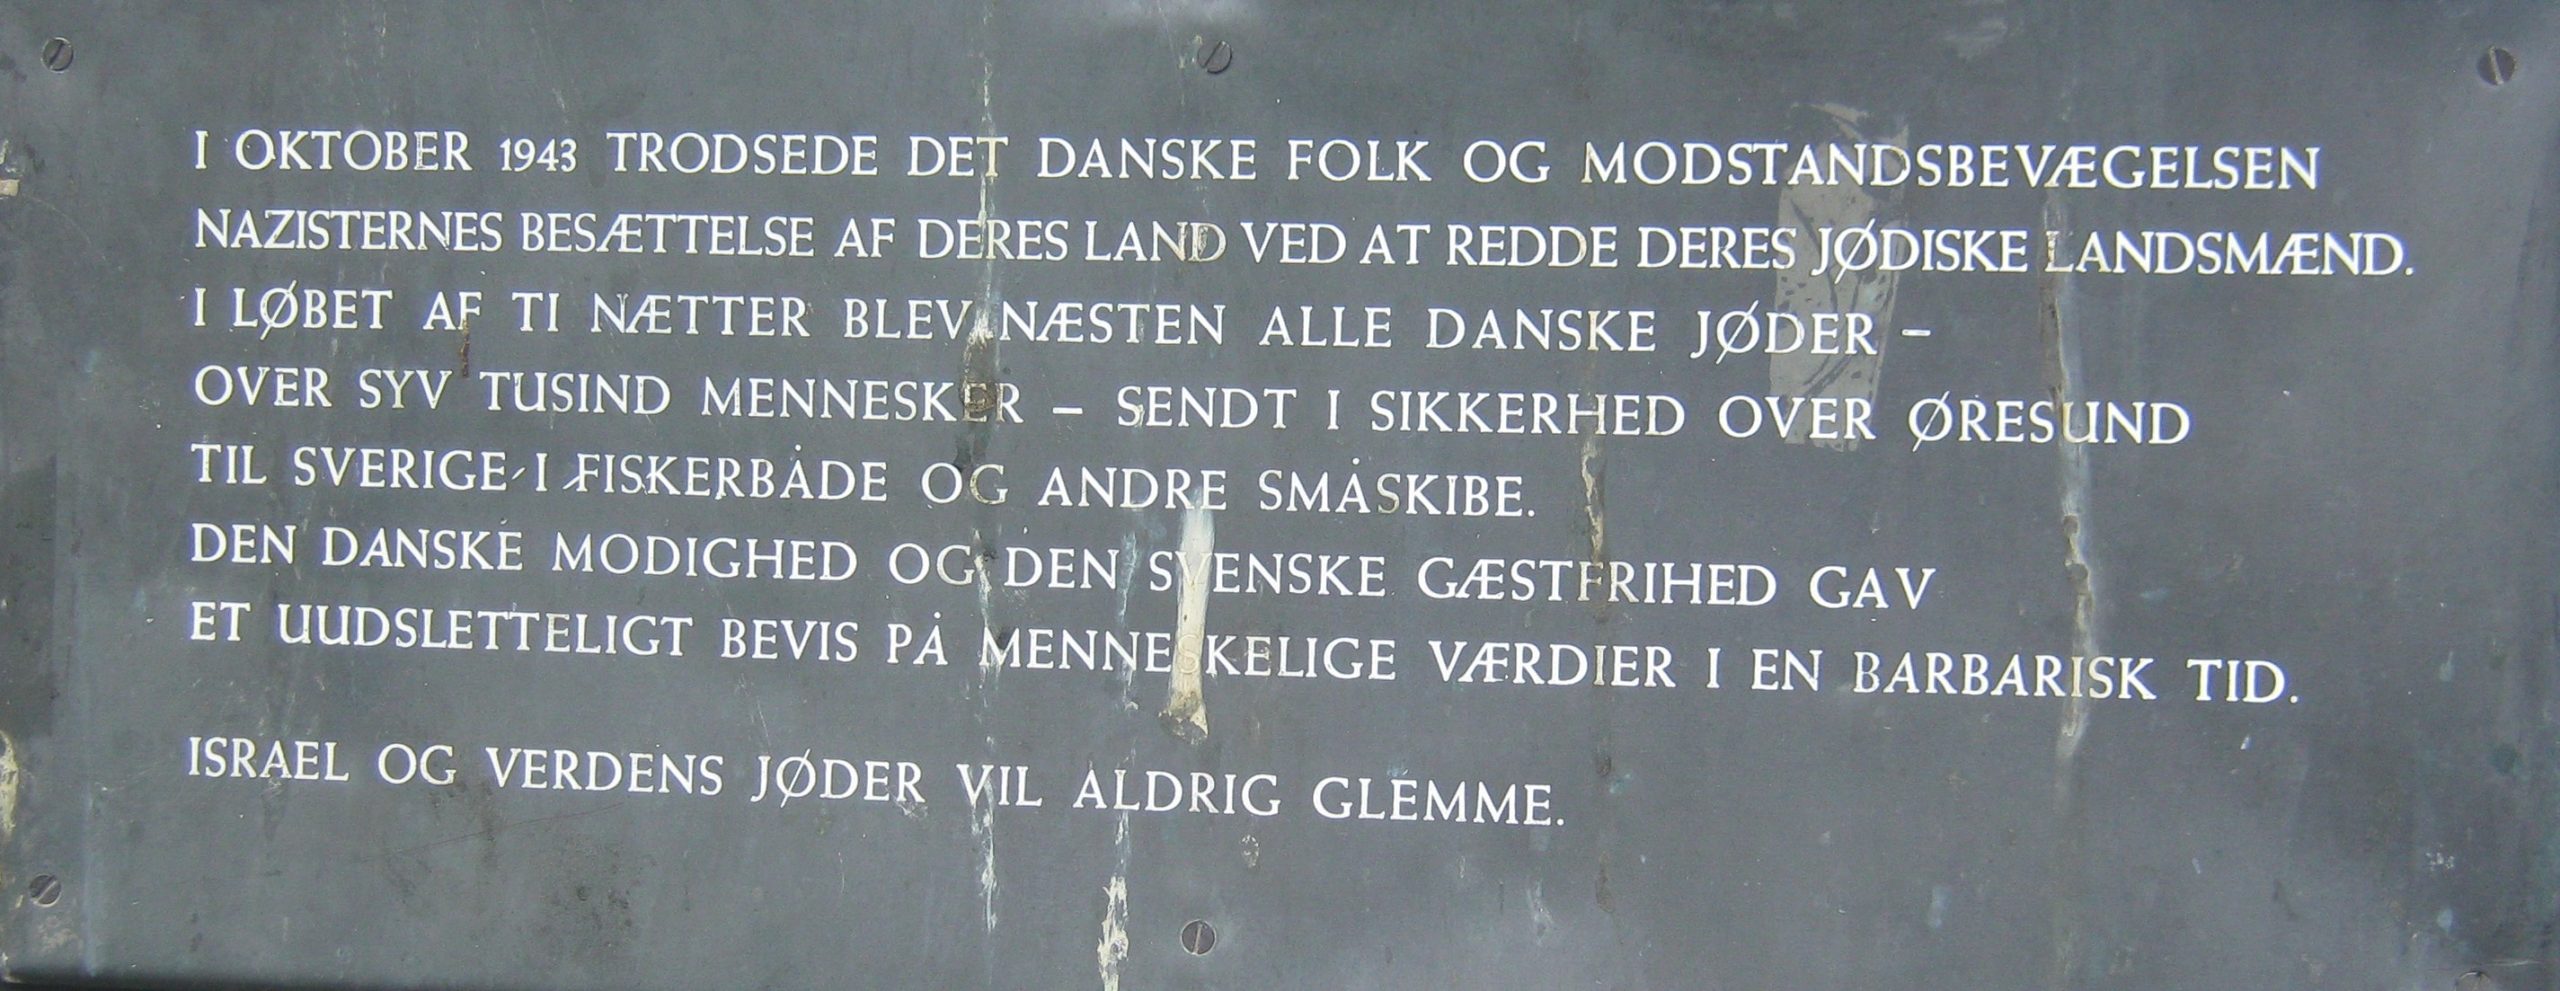 I OKTOBER 1943 TRODSEDE DET DANSKE FOLK OG MODSTANDSBEVÆGELSEN
NAZISTERNES BESÆTTELSE AF DERES LAND VED AT REDDE DERES JØDISKE LANDSMÆND.
I LØBET AF TI NÆTTER BLEV NÆSTEN ALLE DANSKE JØDER –
OVER SYV TUSIND MENNESKER – SENDT I SIKKERHED OVER ØRESUND
TIL SVERIGE I FISKERBÅDE OG ANDRE SMÅSKIBE.
DEN DANSKE MODIGHED OG DEN SVENSKE GÆSTFRIHED GAV
ET UUDSLETTELIGT BEVIS PÅ MENNESKELIGE VÆRDIER I EN BARBARISK TID.
ISRAEL OG VERDENS JØDER VIL ALDRIG GLEMME.